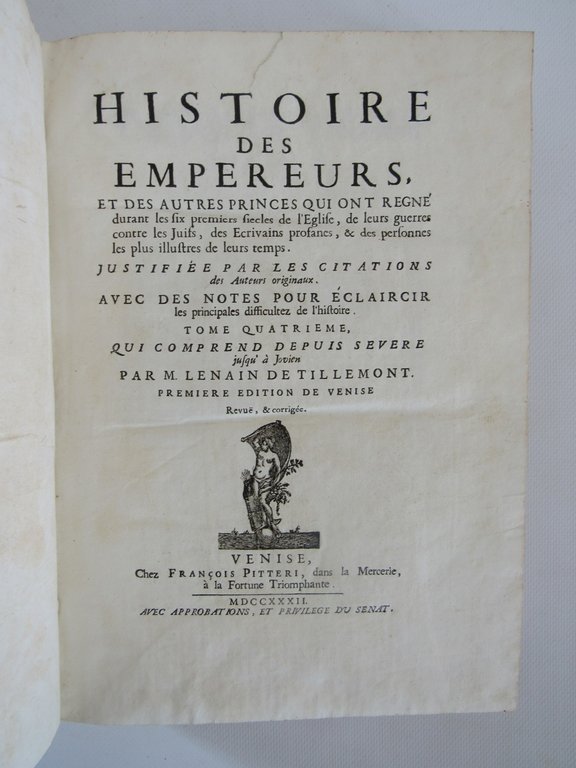 HISTOIRE
DES
EMPEREURS,
ET DES AUTRES PRINCES QUI ONT REGNÉ
durant les ſix premiers ſiecles de l'Egliſe, de leurs guerres
contre les Juifs, des Ecrivains profanes, & des perſonnes
les plus illuſtres de leurs temps.
JUSTIFIÉE PAR LES CITATIONS
des Auteurs originaux.
AVEC DES NOTES POUR ÉCLAIRCIR
les principales difficultez de l'hiſtoire.
TOME QUATRIEME,
QUI COMPREND DEPUIS SEVERE
juſqu' à Jovien
PAR M. LENAIN DE TILLEMONT.
PREMIERE EDITION DE VENISE
Revuë, & corrigée.
VENISE,
Chez FRANÇOIS PITTERI, dans la Mercerie,
à la Fortune Triomphante.
MDCCXXXII.
AVEC APPROBATIONS, ET PRIVILEGE DU SENAT.